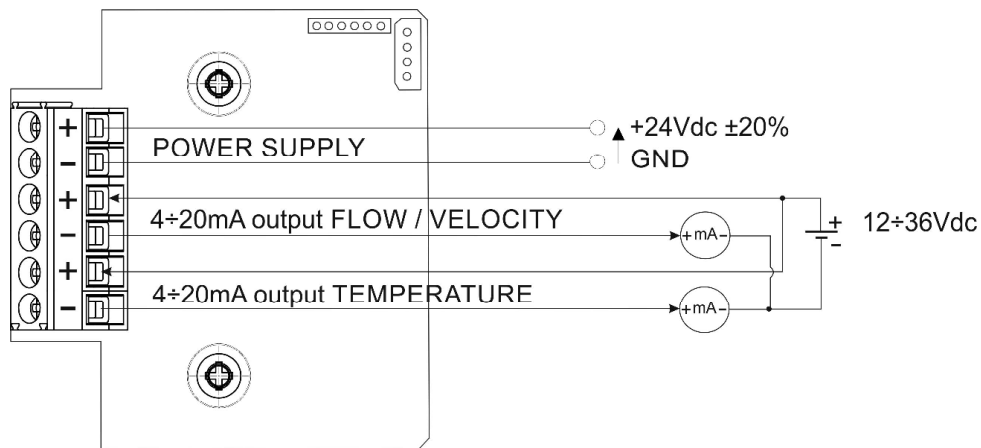 + +24Vdc ±20%
POWER SUPPLY
− GND
+
4÷20mA output FLOW / VELOCITY
+ 12÷36Vdc
− +mA− −
+
4÷20mA output TEMPERATURE
− +mA−